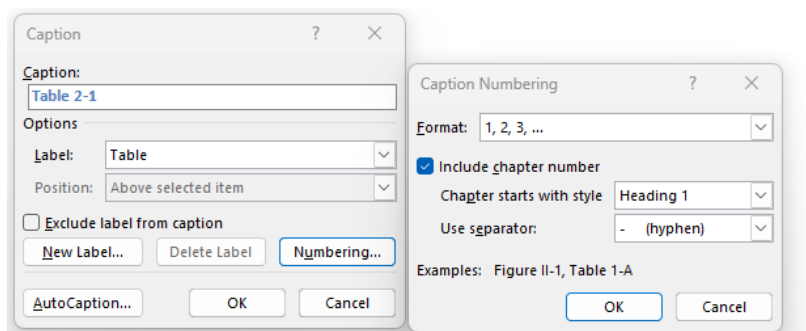 Caption ?
Caption:
Table 2-1
Options
Label: Table
Position: Above selected item
Exclude label from caption
New Label... Delete Label Numbering...
AutoCaption... OK Cancel
Caption Numbering ?
Format: 1, 2, 3, ...
Include chapter number
Chapter starts with style Heading 1
Use separator: - (hyphen)
Examples: Figure II-1, Table 1-A
OK Cancel